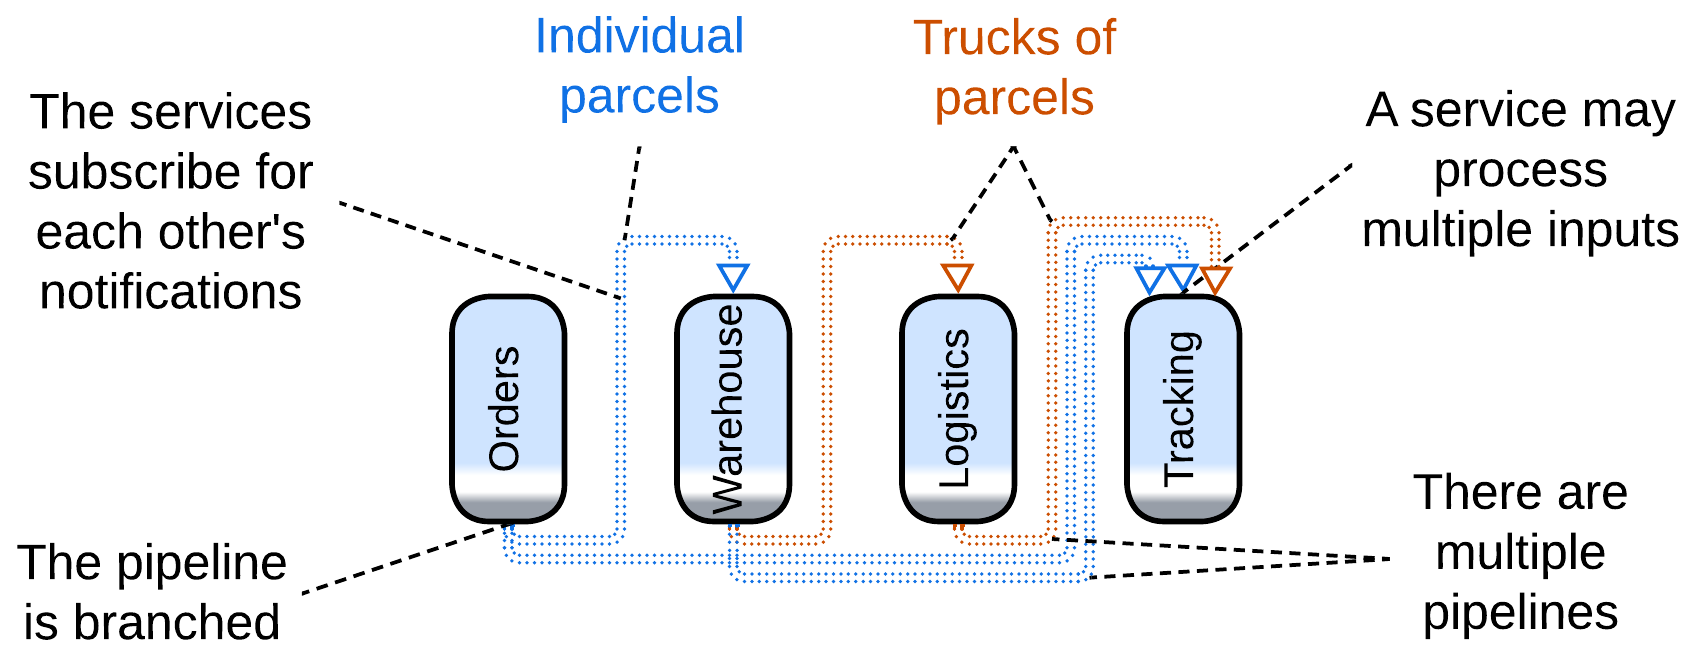 Individual
parcels
Trucks of
parcels
The services
subscribe for
each other's
notifications
A service may
process
multiple inputs
Orders
Warehouse
Logistics
Tracking
The pipeline
is branched
There are
multiple
pipelines